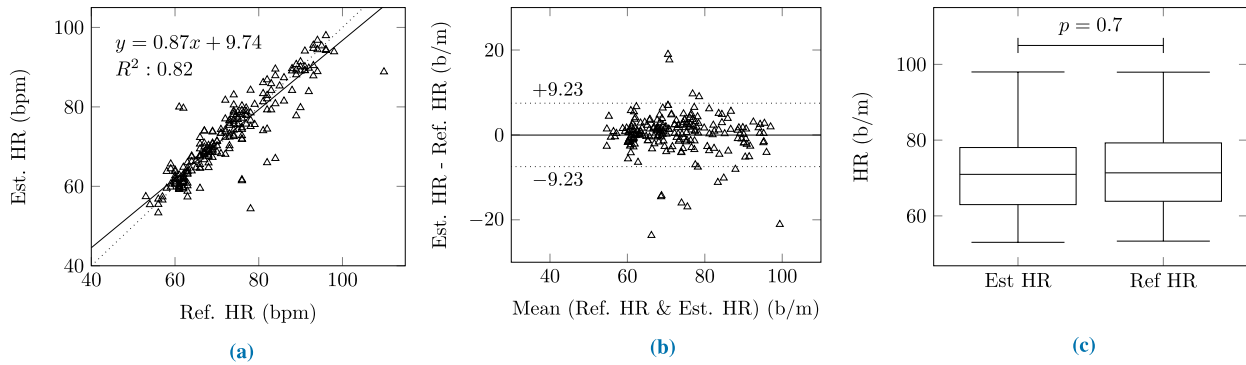 y = 0.87x + 9.74
R² : 0.82
100
80
60
40
40
60
80
100
Est. HR (bpm)
Ref. HR (bpm)
(a)
20
0
−20
+9.23
−9.23
40
60
80
100
Est. HR - Ref. HR (b/m)
Mean (Ref. HR & Est. HR) (b/m)
(b)
p = 0.7
100
80
60
HR (b/m)
Est HR
Ref HR
(c)